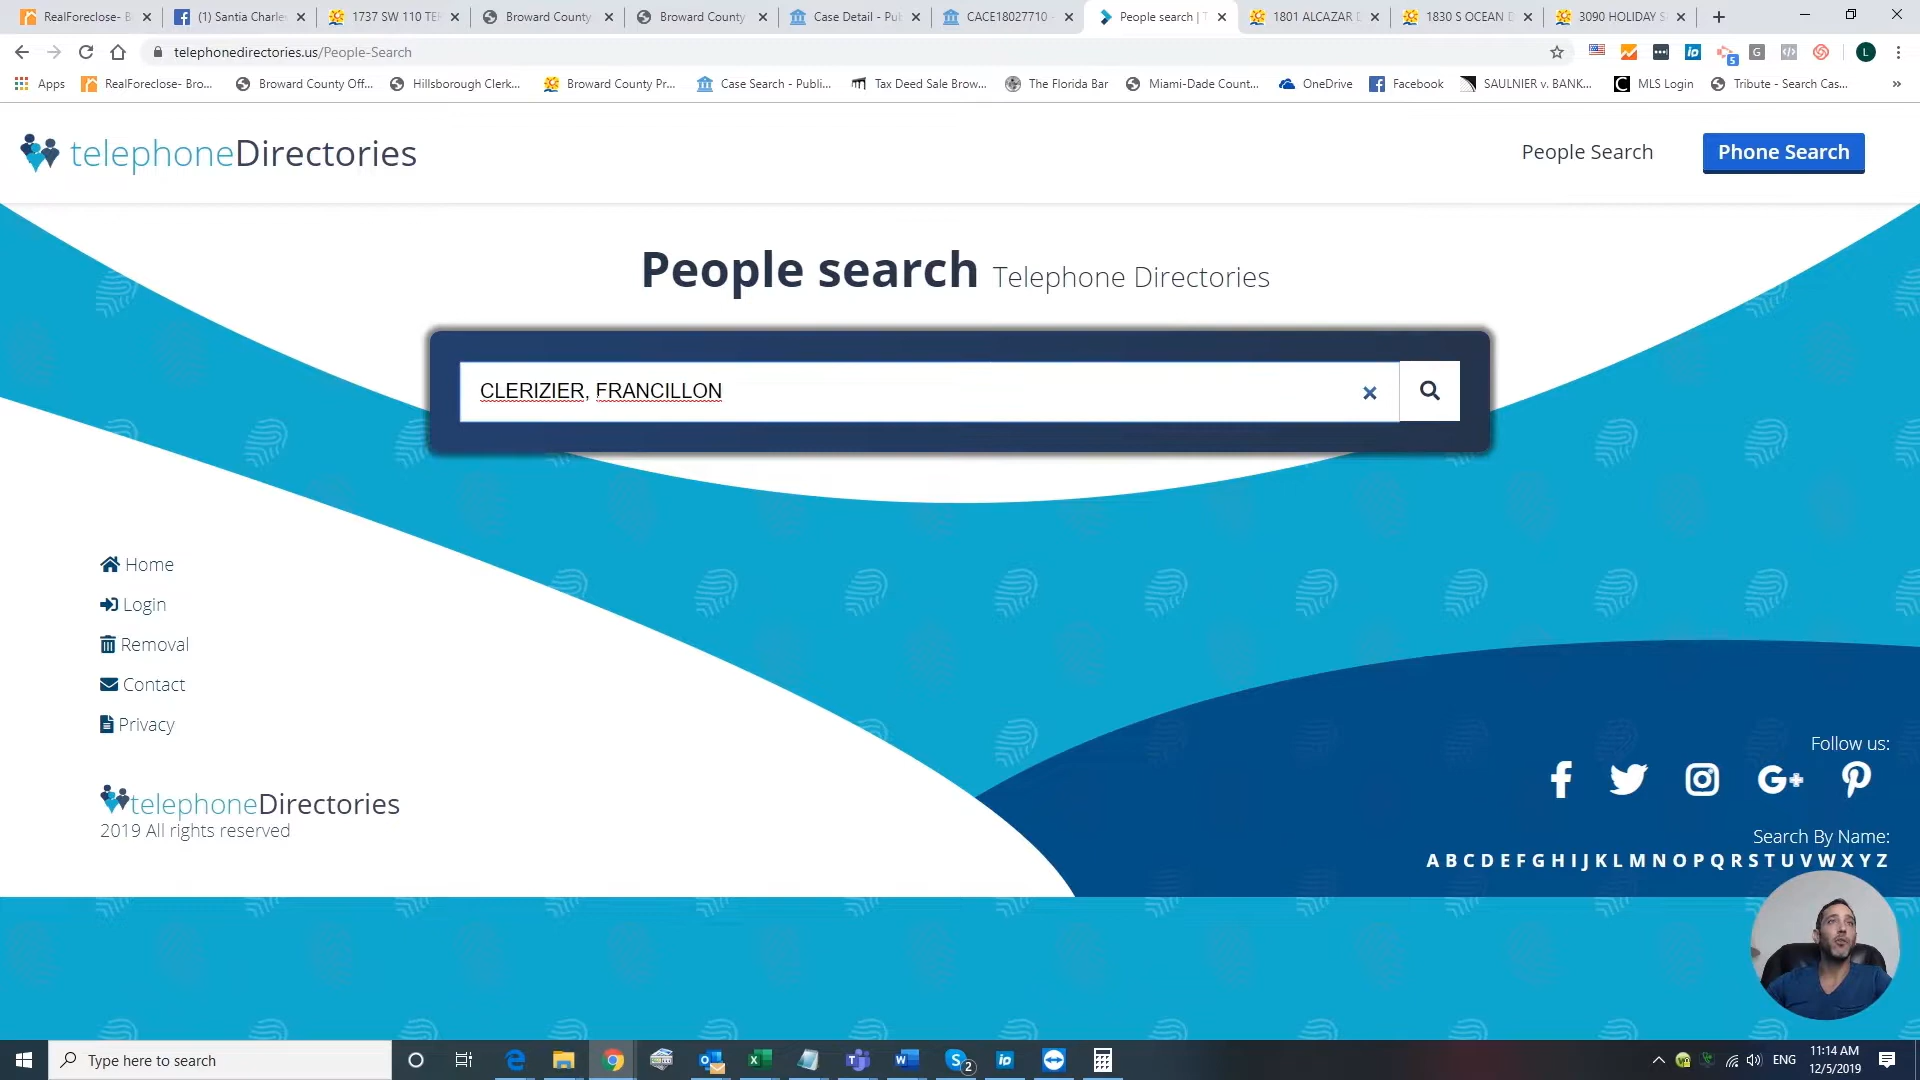 RealForeclose- B
(1) Santia Charle
1737 SW 110 TE
Broward County
Broward County
Case Detail - Pu
CACE18027710
People search | T
1801 ALCAZAR
1830 S OCEAN D
3090 HOLIDAY S
telephonedirectories.us/People-Search
5
G
L
Apps
RealForeclose- Bro...
Broward County Off...
Hillsborough Clerk...
Broward County Pr...
Case Search - Publi...
Tax Deed Sale Brow...
The Florida Bar
Miami-Dade Count...
OneDrive
Facebook
SAULNIER v. BANK...
MLS Login
Tribute - Search Cas...
telephoneDirectories
People Search
Phone Search
People search Telephone Directories
CLERIZIER, FRANCILLON
Home
Login
Removal
Contact
Privacy
telephoneDirectories
2019 All rights reserved
Follow us:
Search By Name:
A B C D E F G H I J K L M N O P Q R S T U V W X Y Z
Type here to search
2
ENG
11:14 AM
12/5/2019